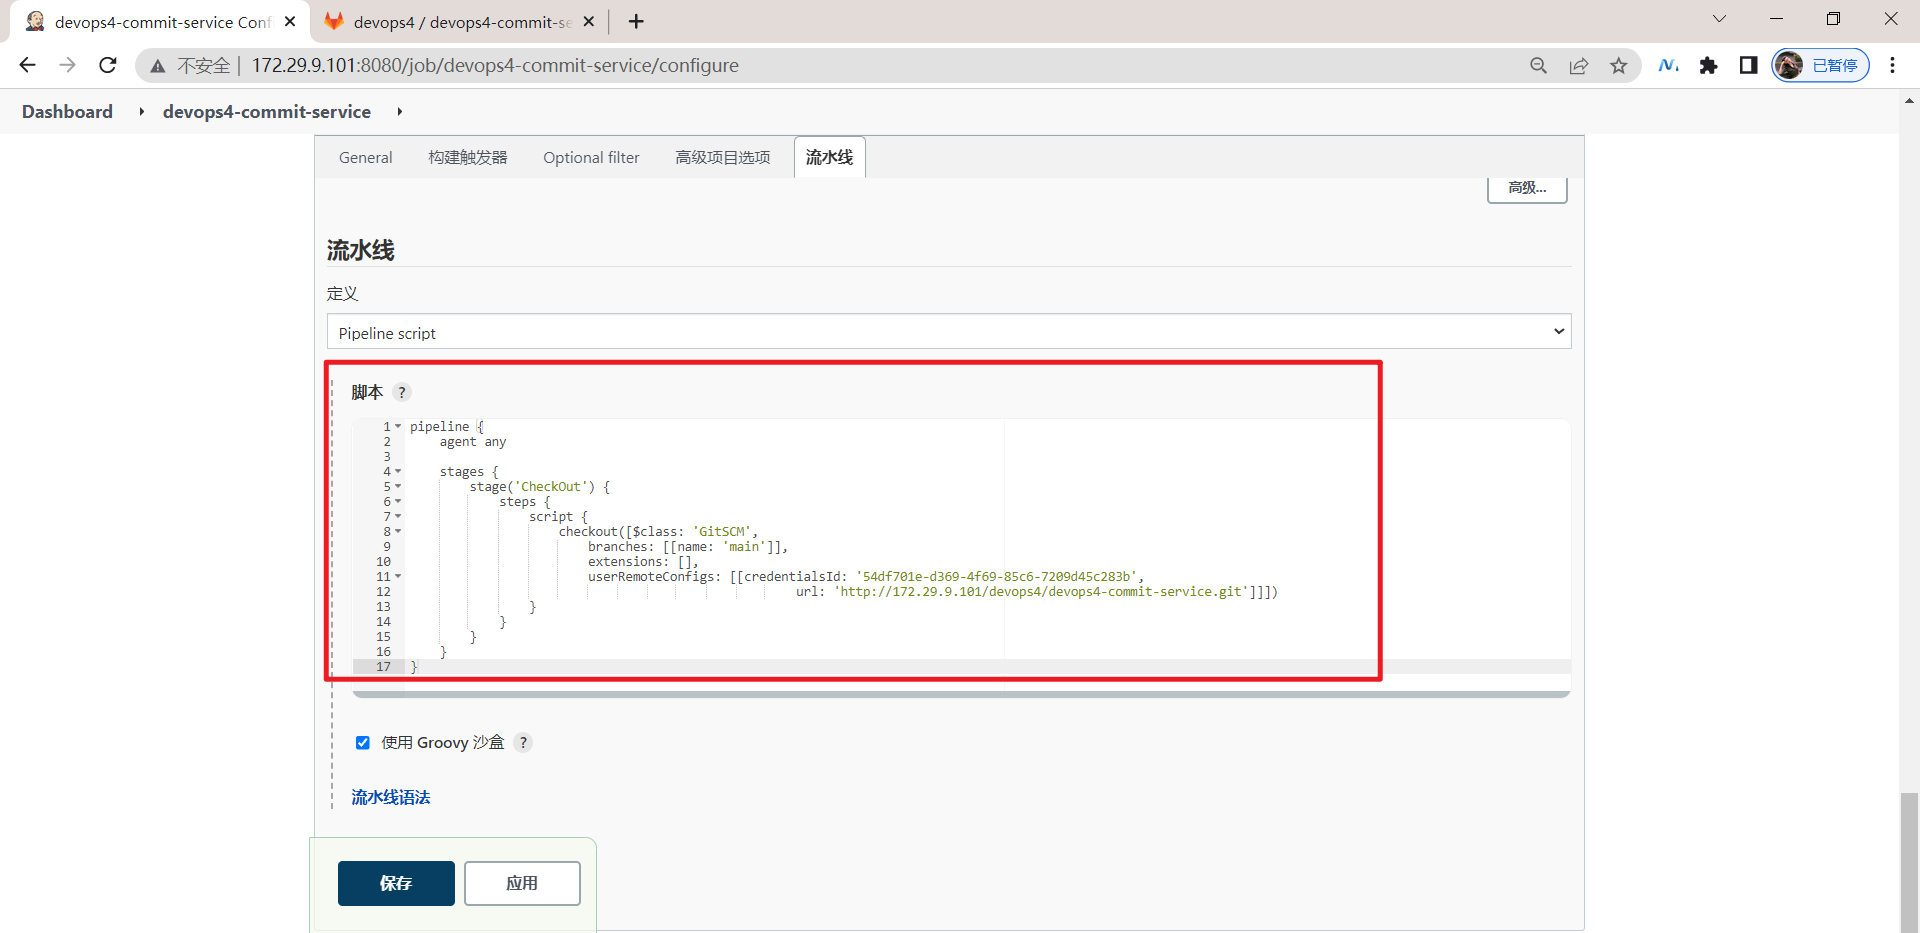 devops4-commit-service Conf
devops4 / devops4-commit-se
不安全 | 172.29.9.101:8080/job/devops4-commit-service/configure
已暂停
Dashboard
devops4-commit-service
General
构建触发器
Optional filter
高级项目选项
流水线
高级...
流水线
定义
Pipeline script
脚本 ?
1 pipeline {
2     agent any
3
4     stages {
5         stage('CheckOut') {
6             steps {
7                 script {
8                     checkout([$class: 'GitSCM',
9                         branches: [[name: 'main']],
10                         extensions: [],
11                         userRemoteConfigs: [[credentialsId: '54df701e-d369-4f69-85c6-7209d45c283b',
12                                                     url: 'http://172.29.9.101/devops4/devops4-commit-service.git']]])
13                 }
14             }
15         }
16     }
17 }
使用 Groovy 沙盒 ?
流水线语法
保存
应用